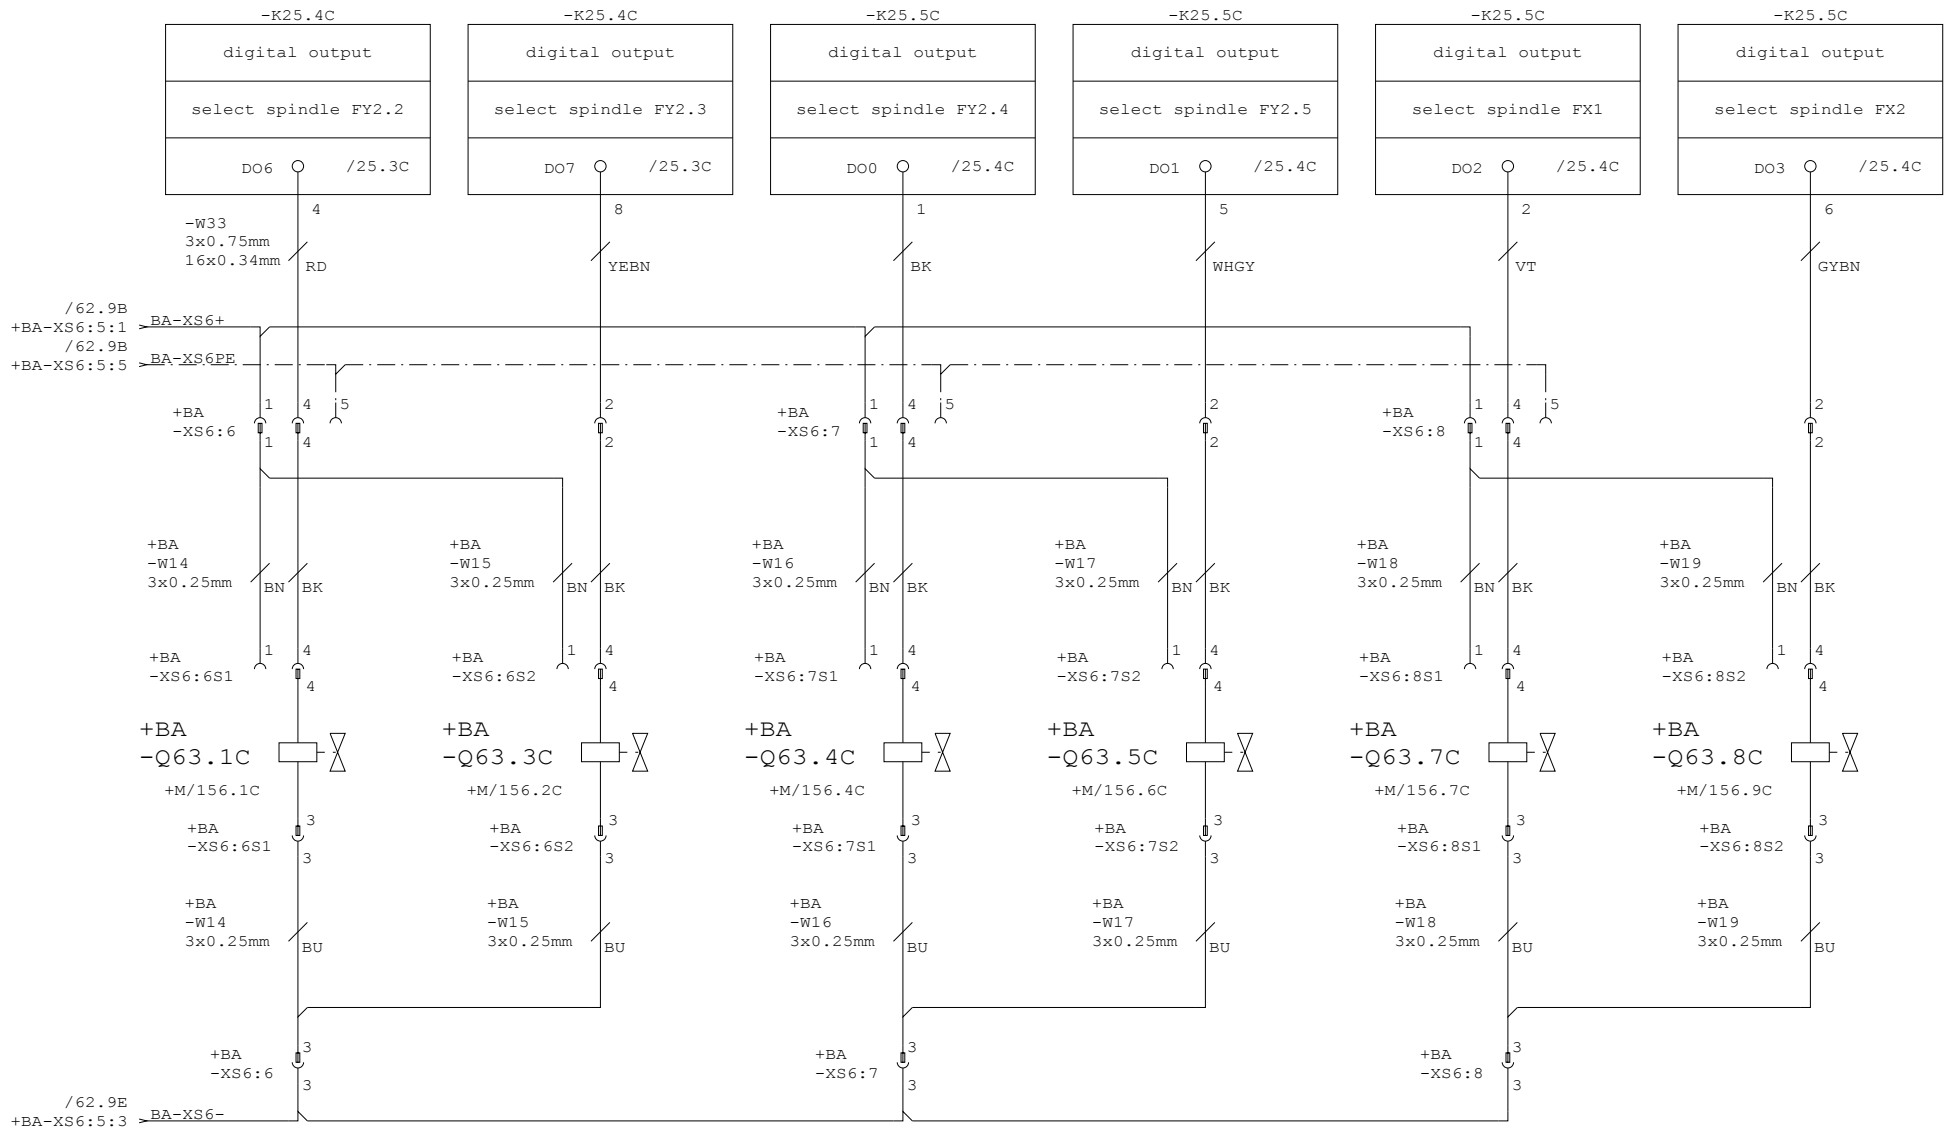 -K25.4C
-K25.4C
-K25.5C
-K25.5C
-K25.5C
-K25.5C
digital output
digital output
digital output
digital output
digital output
digital output
select spindle FY2.2
select spindle FY2.3
select spindle FY2.4
select spindle FY2.5
select spindle FX1
select spindle FX2
DO6 /25.3C
DO7 /25.3C
DO0 /25.4C
DO1 /25.4C
DO2 /25.4C
DO3 /25.4C
4
8
1
5
2
6
-W33
3x0.75mm
16x0.34mm
RD
YEBN
BK
WHGY
VT
GYBN
/62.9B
+BA-XS6:5:1
BA-XS6+
/62.9B
+BA-XS6:5:5
BA-XS6PE
+BA
-XS6:6
1
4
5
1
4
2
2
+BA
-XS6:7
1
4
5
1
4
2
2
+BA
-XS6:8
1
4
5
1
4
2
2
+BA
-W14
3x0.25mm
BN
BK
+BA
-W15
3x0.25mm
BN
BK
+BA
-W16
3x0.25mm
BN
BK
+BA
-W17
3x0.25mm
BN
BK
+BA
-W18
3x0.25mm
BN
BK
+BA
-W19
3x0.25mm
BN
BK
+BA
-XS6:6S1
1
4
4
+BA
-XS6:6S2
1
4
4
+BA
-XS6:7S1
1
4
4
+BA
-XS6:7S2
1
4
4
+BA
-XS6:8S1
1
4
4
+BA
-XS6:8S2
1
4
4
+BA
-Q63.1C
+M/156.1C
+BA
-Q63.3C
+M/156.2C
+BA
-Q63.4C
+M/156.4C
+BA
-Q63.5C
+M/156.6C
+BA
-Q63.7C
+M/156.7C
+BA
-Q63.8C
+M/156.9C
+BA
-XS6:6S1
3
3
+BA
-XS6:6S2
3
3
+BA
-XS6:7S1
3
3
+BA
-XS6:7S2
3
3
+BA
-XS6:8S1
3
3
+BA
-XS6:8S2
3
3
+BA
-W14
3x0.25mm
BU
+BA
-W15
3x0.25mm
BU
+BA
-W16
3x0.25mm
BU
+BA
-W17
3x0.25mm
BU
+BA
-W18
3x0.25mm
BU
+BA
-W19
3x0.25mm
BU
+BA
-XS6:6
3
3
+BA
-XS6:7
3
3
+BA
-XS6:8
3
3
/62.9E
+BA-XS6:5:3
BA-XS6-